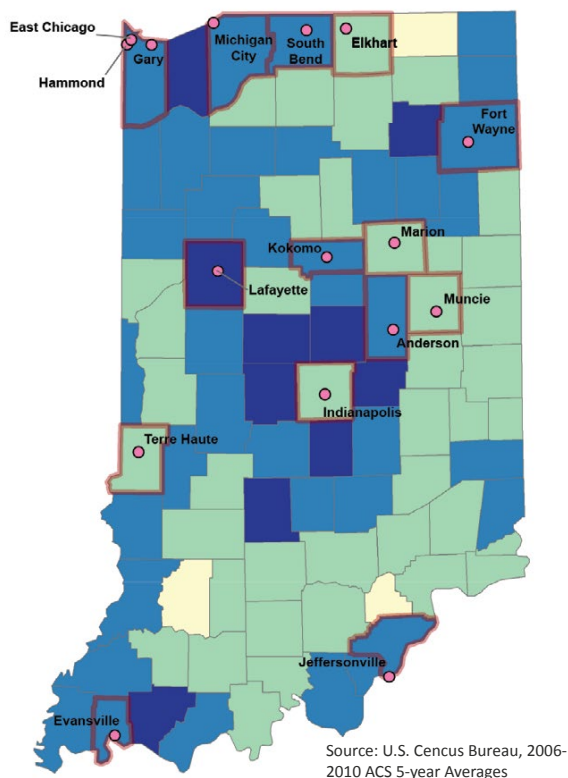 East Chicago
Hammond
Gary
Michigan
City
South
Bend
Elkhart
Fort
Wayne
Marion
Kokomo
Lafayette
Muncie
Anderson
Indianapolis
Terre Haute
Jeffersonville
Evansville
Source: U.S. Cencus Bureau, 2006-
2010 ACS 5-year Averages